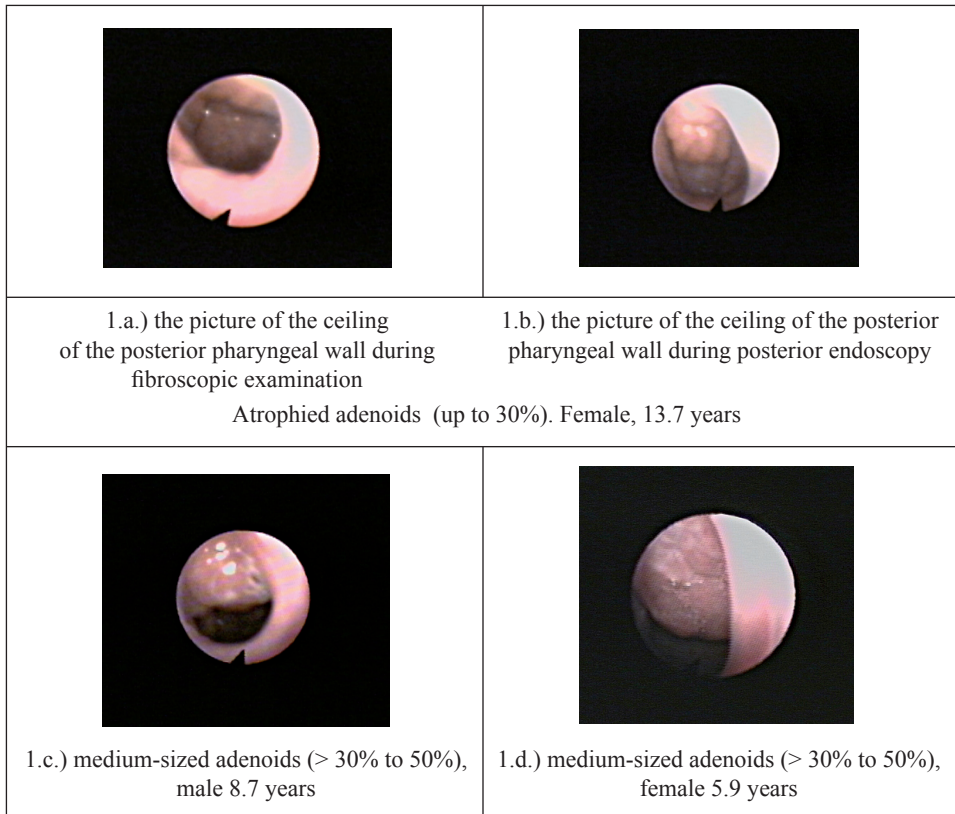 1.a.) the picture of the ceiling
of the posterior pharyngeal wall during
fibroscopic examination
1.b.) the picture of the ceiling of the posterior
pharyngeal wall during posterior endoscopy
Atrophied adenoids (up to 30%). Female, 13.7 years
1.c.) medium-sized adenoids (> 30% to 50%),
male 8.7 years
1.d.) medium-sized adenoids (> 30% to 50%),
female 5.9 years